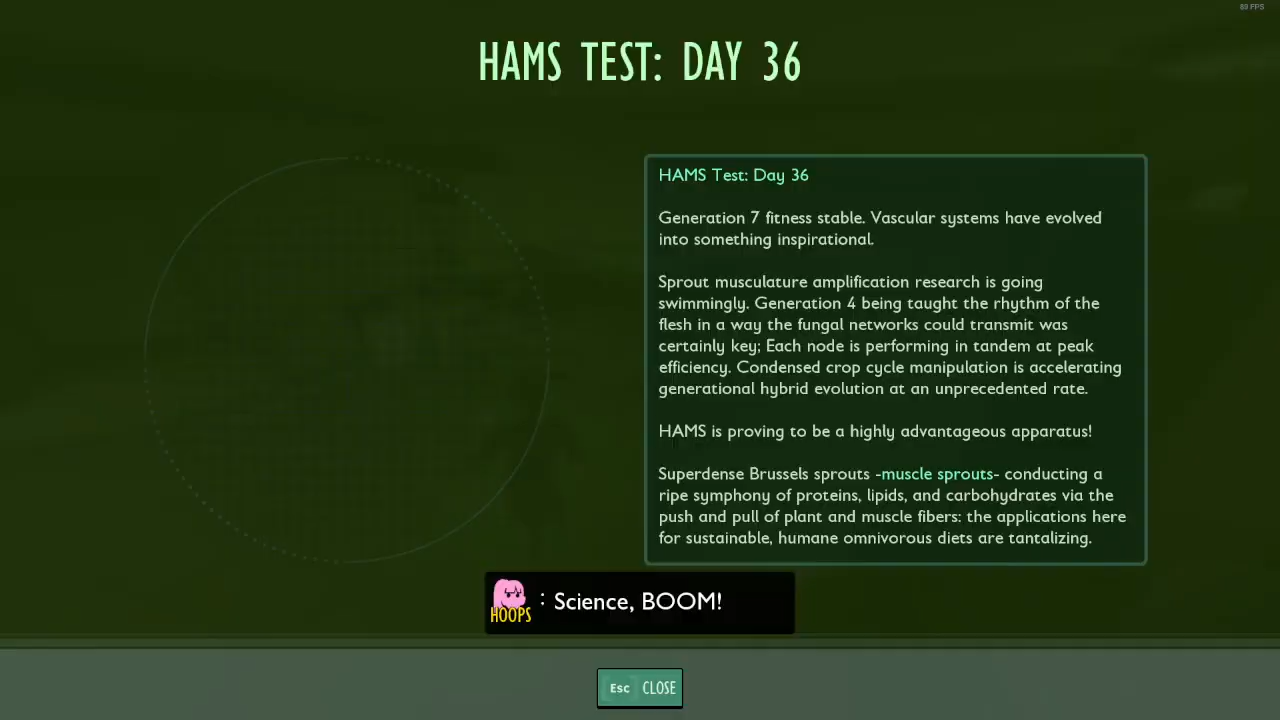 89 FPS
HAMS TEST: DAY 36
HAMS Test: Day 36
Generation 7 fitness stable. Vascular systems have evolved
into something inspirational.
Sprout musculature amplification research is going
swimmingly. Generation 4 being taught the rhythm of the
flesh in a way the fungal networks could transmit was
certainly key; Each node is performing in tandem at peak
efficiency. Condensed crop cycle manipulation is accelerating
generational hybrid evolution at an unprecedented rate.
HAMS is proving to be a highly advantageous apparatus!
Superdense Brussels sprouts -muscle sprouts- conducting a
ripe symphony of proteins, lipids, and carbohydrates via the
push and pull of plant and muscle fibers: the applications here
for sustainable, humane omnivorous diets are tantalizing.
HOOPS : Science, BOOM!
Esc CLOSE